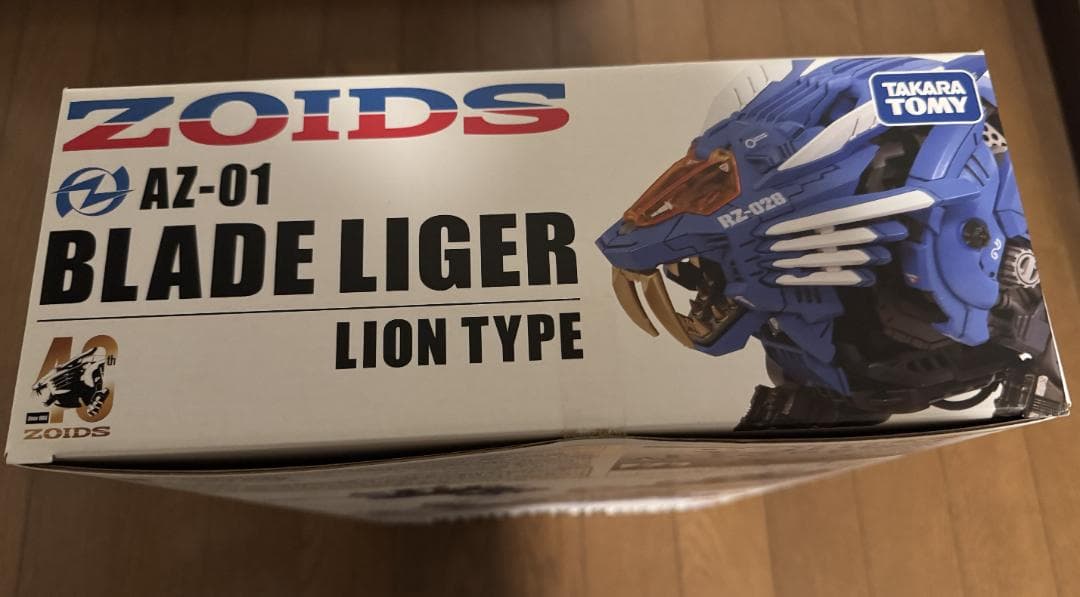 ZOIDS
AZ-01
BLADE LIGER
LION TYPE
TAKARA
TOMY
RZ-028
40th
Since 1983
ZOIDS